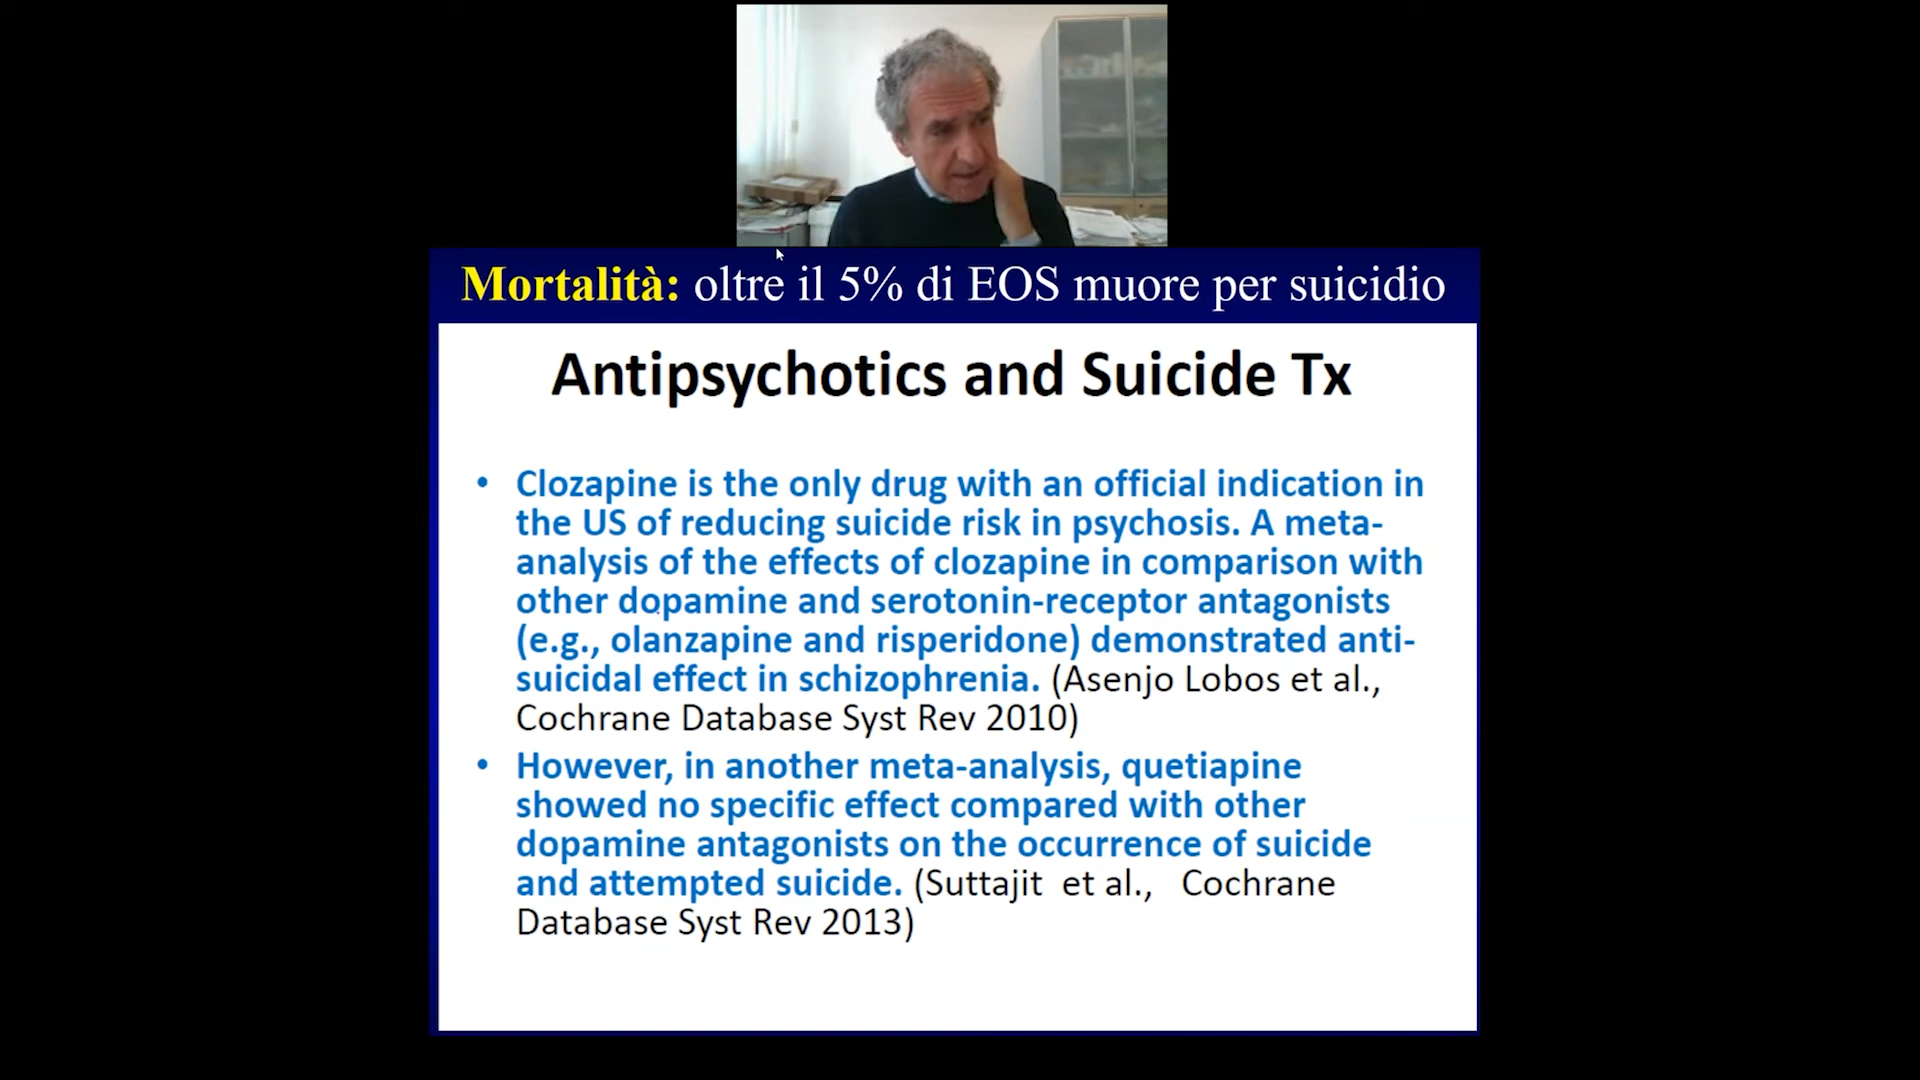 Mortalità: oltre il 5% di EOS muore per suicidio
Antipsychotics and Suicide Tx
• Clozapine is the only drug with an official indication in
the US of reducing suicide risk in psychosis. A meta-
analysis of the effects of clozapine in comparison with
other dopamine and serotonin-receptor antagonists
(e.g., olanzapine and risperidone) demonstrated anti-
suicidal effect in schizophrenia. (Asenjo Lobos et al.,
Cochrane Database Syst Rev 2010)
• However, in another meta-analysis, quetiapine
showed no specific effect compared with other
dopamine antagonists on the occurrence of suicide
and attempted suicide. (Suttajit et al., Cochrane
Database Syst Rev 2013)